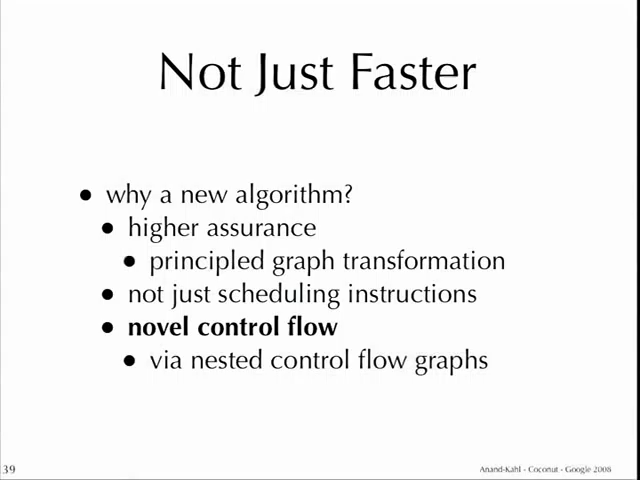 Not Just Faster
• why a new algorithm?
• higher assurance
• principled graph transformation
• not just scheduling instructions
• novel control flow
• via nested control flow graphs
39
Anand-Kahl - Coconut - Google 2008